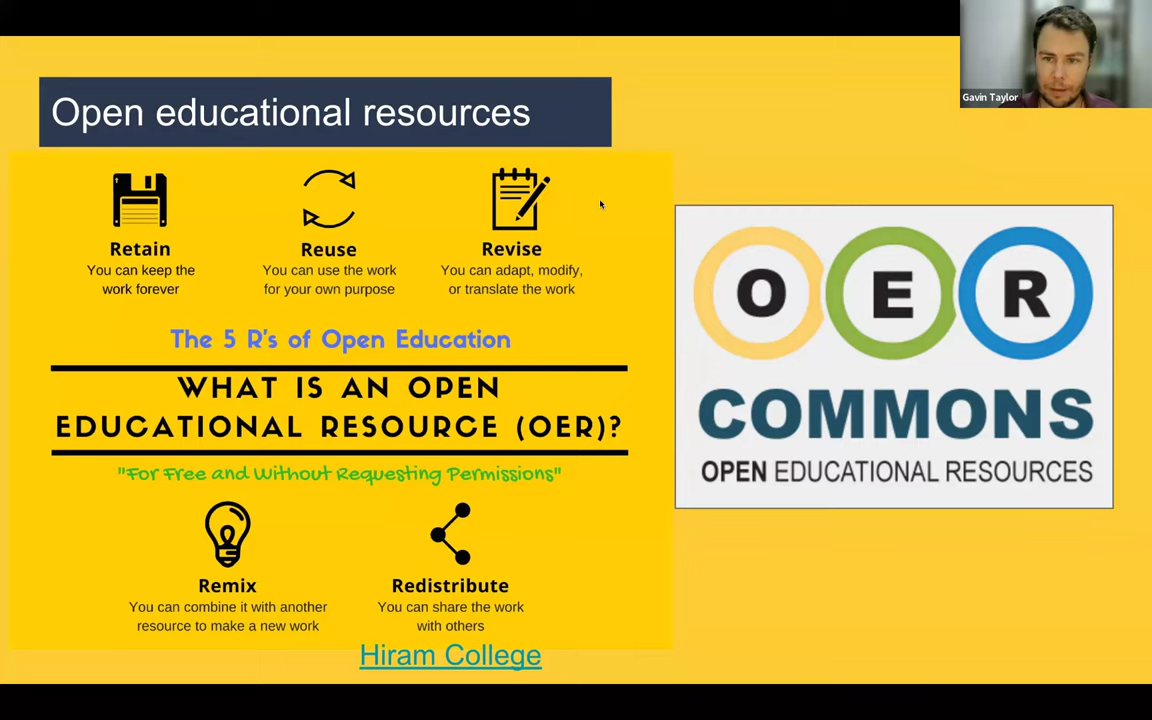 Gavin Taylor
Open educational resources
Retain
You can keep the
work forever
Reuse
You can use the work
for your own purpose
Revise
You can adapt, modify,
or translate the work
The 5 R's of Open Education
WHAT IS AN OPEN
EDUCATIONAL RESOURCE (OER)?
"For Free and Without Requesting Permissions"
Remix
You can combine it with another
resource to make a new work
Redistribute
You can share the work
with others
Hiram College
O E R
COMMONS
OPEN EDUCATIONAL RESOURCES